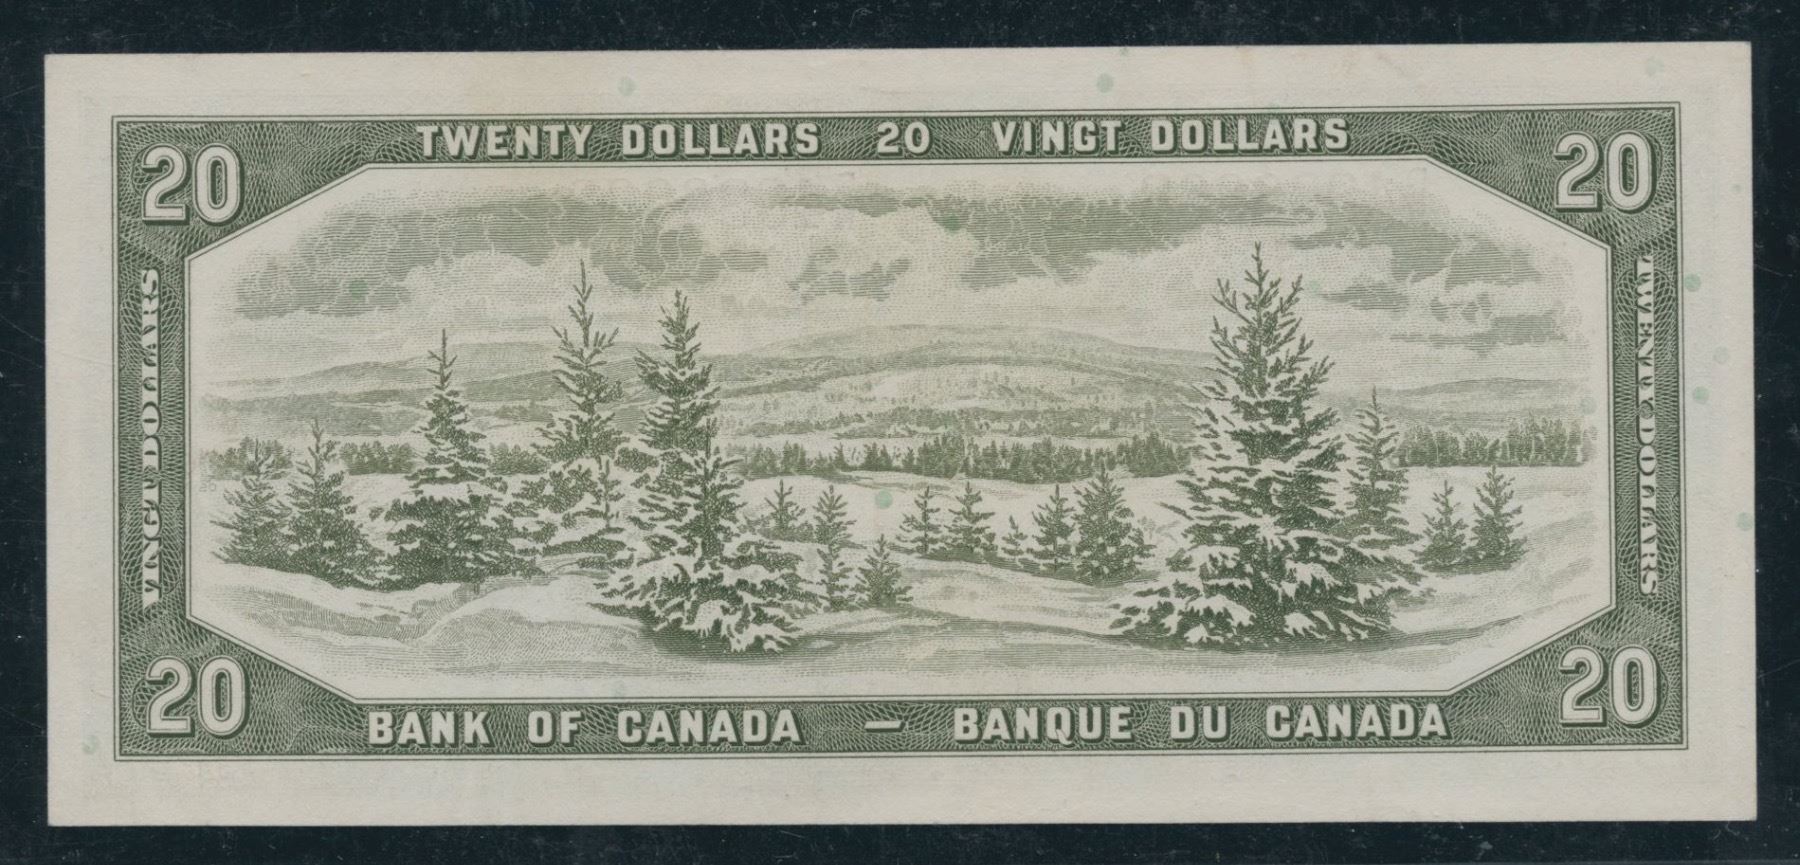 TWENTY DOLLARS 20 VINGT DOLLARS
20
20
VINGT DOLLARS
TWENTY DOLLARS
20
20
BANK OF CANADA — BANQUE DU CANADA